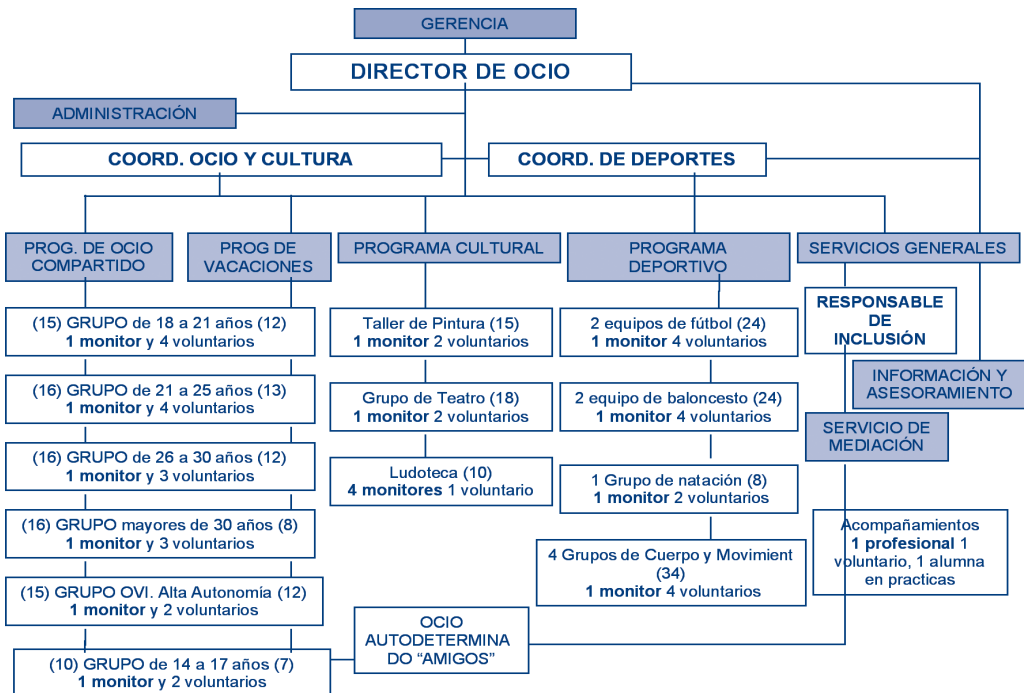 GERENCIA
DIRECTOR DE OCIO
ADMINISTRACIÓN
COORD. OCIO Y CULTURA
COORD. DE DEPORTES
PROG. DE OCIO
COMPARTIDO
PROG DE
VACACIONES
PROGRAMA CULTURAL
PROGRAMA
DEPORTIVO
SERVICIOS GENERALES
(15) GRUPO de 18 a 21 años (12)
1 monitor y 4 voluntarios
(16) GRUPO de 21 a 25 años (13)
1 monitor y 4 voluntarios
(16) GRUPO de 26 a 30 años (12)
1 monitor y 3 voluntarios
(16) GRUPO mayores de 30 años (8)
1 monitor y 3 voluntarios
(15) GRUPO OVI. Alta Autonomía (12)
1 monitor y 2 voluntarios
(10) GRUPO de 14 a 17 años (7)
1 monitor y 2 voluntarios
Taller de Pintura (15)
1 monitor 2 voluntarios
Grupo de Teatro (18)
1 monitor 2 voluntarios
Ludoteca (10)
4 monitores 1 voluntario
2 equipos de fútbol (24)
1 monitor 4 voluntarios
2 equipo de baloncesto (24)
1 monitor 4 voluntarios
1 Grupo de natación (8)
1 monitor 2 voluntarios
4 Grupos de Cuerpo y Movimient
(34)
1 monitor 4 voluntarios
RESPONSABLE
DE
INCLUSIÓN
INFORMACIÓN Y
ASESORAMIENTO
SERVICIO DE
MEDIACIÓN
Acompañamientos
1 profesional 1
voluntario, 1 alumna
en practicas
OCIO
AUTODETERMINA
DO “AMIGOS”